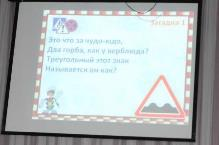 Загадка 1
Это что за чудо-юдо,
Два горба, как у верблюда?
Треугольный этот знак
Называется он как?